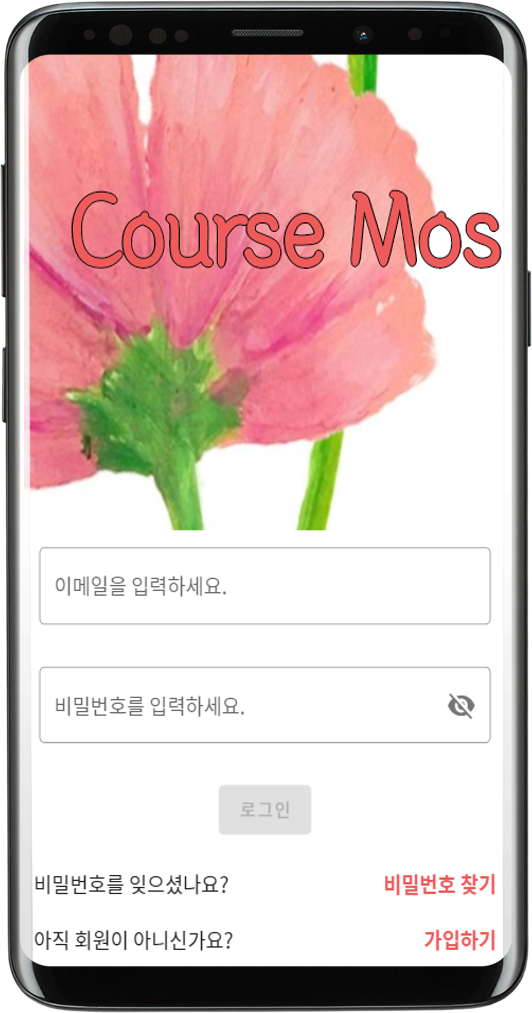 Course Mos
이메일을 입력하세요.
비밀번호를 입력하세요.
로그인
비밀번호를 잊으셨나요? 비밀번호 찾기
아직 회원이 아니신가요? 가입하기